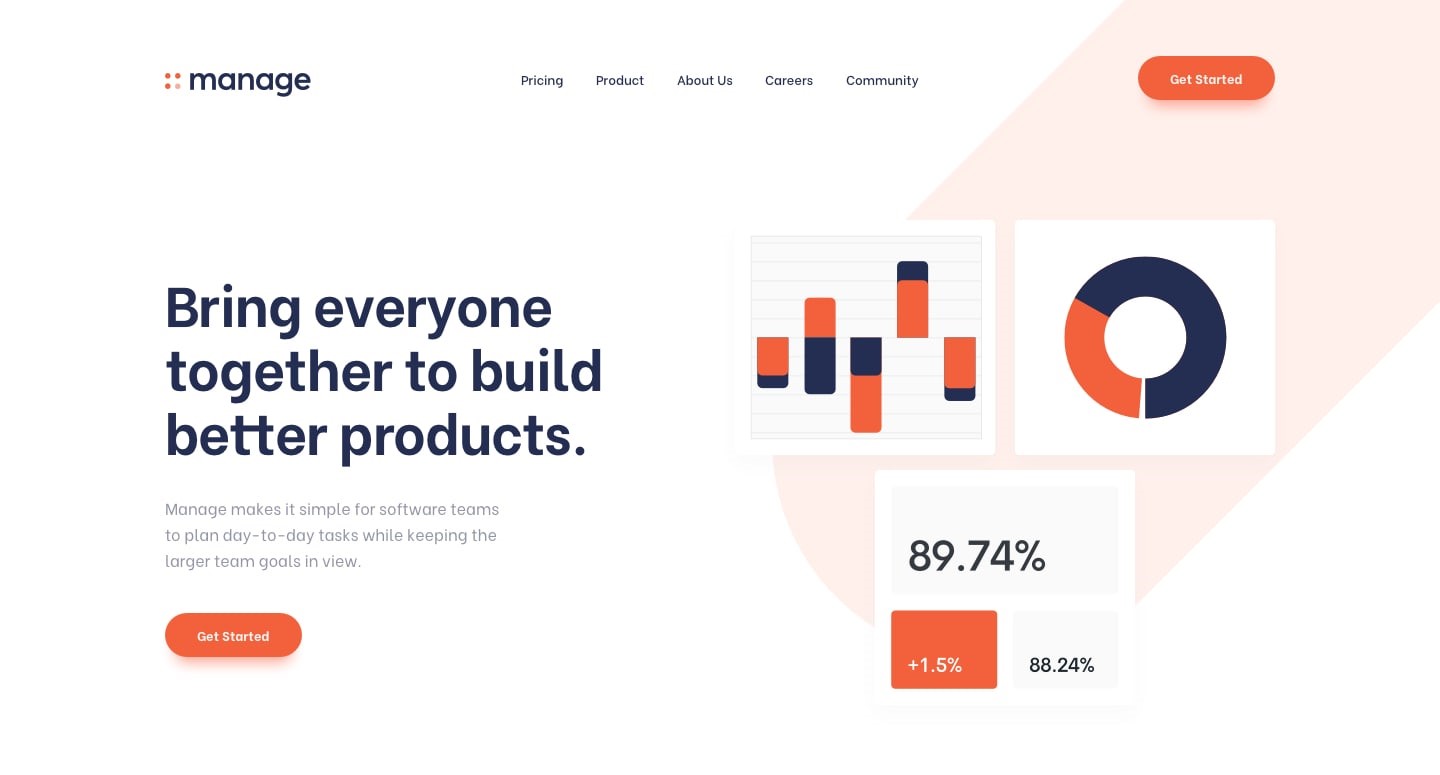 manage
Pricing
Product
About Us
Careers
Community
Get Started
Bring everyone
together to build
better products.
Manage makes it simple for software teams
to plan day-to-day tasks while keeping the
larger team goals in view.
Get Started
89.74%
+1.5%
88.24%